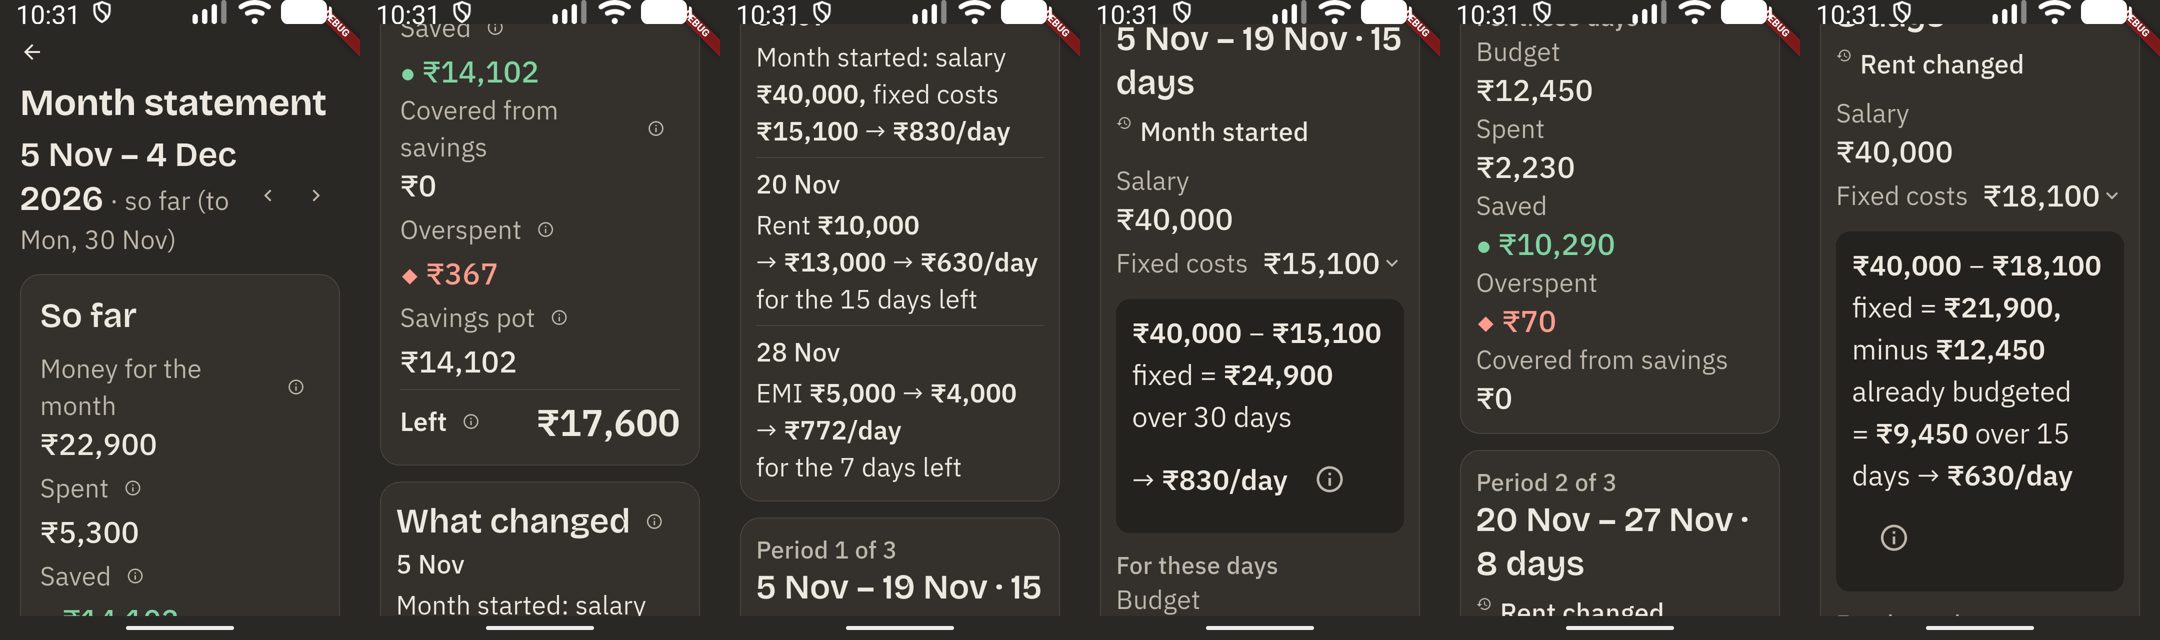 10:31
Month statement
5 Nov – 4 Dec
2026 · so far (to
Mon, 30 Nov)
So far
Money for the
month
₹22,900
Spent
₹5,300
Saved
₹14,102
10:31
Saved
● ₹14,102
Covered from
savings
₹0
Overspent
◆ ₹367
Savings pot
₹14,102
Left ₹17,600
What changed
5 Nov
Month started: salary
10:31
Month started: salary
₹40,000, fixed costs
₹15,100 → ₹830/day
20 Nov
Rent ₹10,000
→ ₹13,000 → ₹630/day
for the 15 days left
28 Nov
EMI ₹5,000 → ₹4,000
→ ₹772/day
for the 7 days left
Period 1 of 3
5 Nov – 19 Nov · 15
10:31
5 Nov – 19 Nov · 15
days
Month started
Salary
₹40,000
Fixed costs ₹15,100
₹40,000 – ₹15,100
fixed = ₹24,900
over 30 days
→ ₹830/day
For these days
Budget
10:31
Budget
₹12,450
Spent
₹2,230
Saved
● ₹10,290
Overspent
◆ ₹70
Covered from savings
₹0
Period 2 of 3
20 Nov – 27 Nov ·
8 days
Rent changed
10:31
Rent changed
Salary
₹40,000
Fixed costs ₹18,100
₹40,000 – ₹18,100
fixed = ₹21,900,
minus ₹12,450
already budgeted
= ₹9,450 over 15
days → ₹630/day